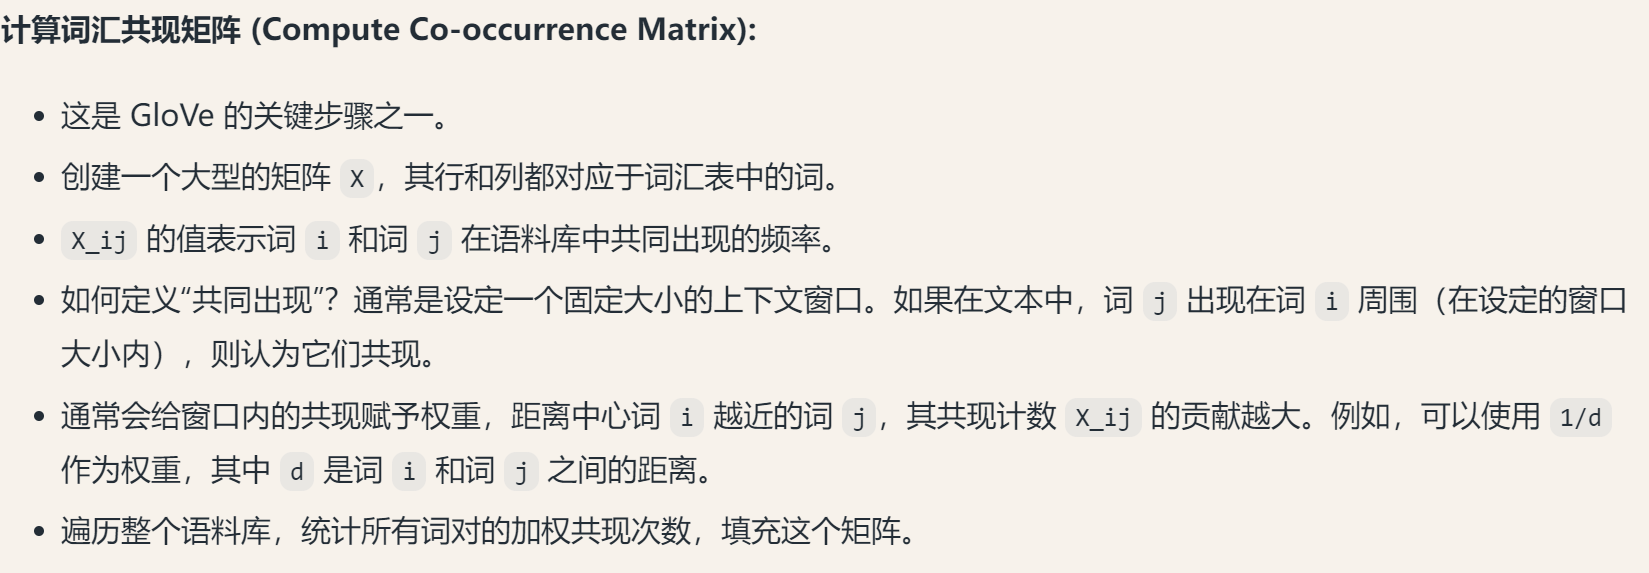 计算词汇共现矩阵 (Compute Co-occurrence Matrix):
• 这是 GloVe 的关键步骤之一。
• 创建一个大型的矩阵 X，其行和列都对应于词汇表中的词。
• X_ij 的值表示词 i 和词 j 在语料库中共同出现的频率。
• 如何定义“共同出现”？通常是设定一个固定大小的上下文窗口。如果在文本中，词 j 出现在词 i 周围（在设定的窗口
大小内），则认为它们共现。
• 通常会给窗口内的共现赋予权重，距离中心词 i 越近的词 j，其共现计数 X_ij 的贡献越大。例如，可以使用 1/d
作为权重，其中 d 是词 i 和词 j 之间的距离。
• 遍历整个语料库，统计所有词对的加权共现次数，填充这个矩阵。